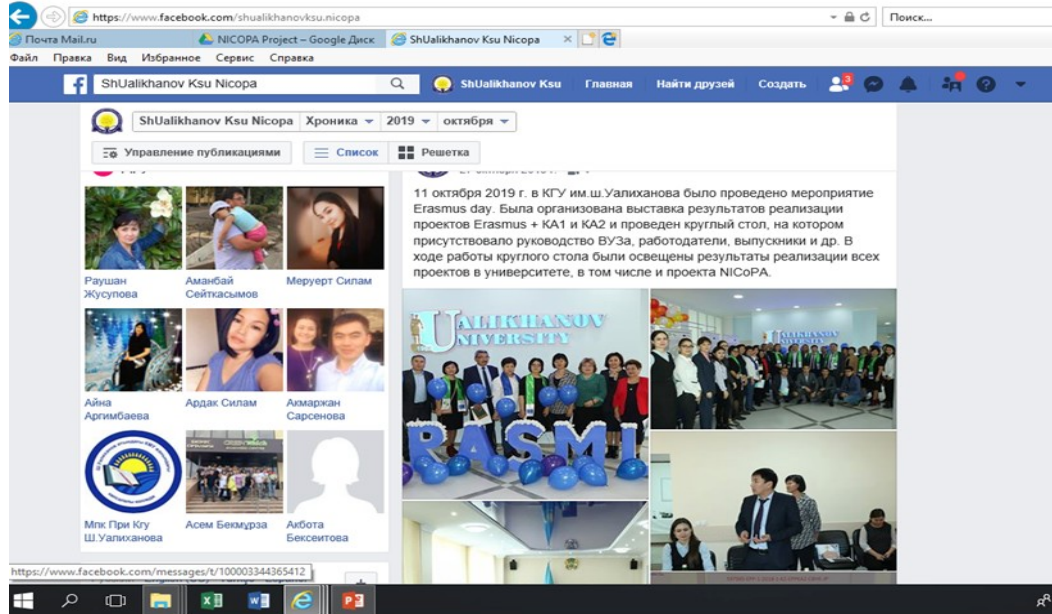 https://www.facebook.com/shualikhanovksu.nicopa
Поиск...
Почта Mail.ru
NICOPA Project – Google Диск
ShUalikhanov Ksu Nicopa
Файл Правка Вид Избранное Сервис Справка
ShUalikhanov Ksu Nicopa
ShUalikhanov Ksu Главная Найти друзей Создать 3
ShUalikhanov Ksu Nicopa Хроника 2019 октября
Управление публикациями Список Решетка
11 октября 2019 г. в КГУ им.ш.Уалиханова было проведено мероприятие
Erasmus day. Была организована выставка результатов реализации
проектов Erasmus + КА1 и КА2 и проведен круглый стол, на котором
присутствовало руководство ВУЗа, работодатели, выпускники и др. В
ходе работы круглого стола были освещены результаты реализации всех
проектов в университете, в том числе и проекта NICoPA.
Раушан
Жусупова
Аманбай
Сейткасымов
Меруерт Силам
Айна
Аргимбаева
Ардак Силам
Акмаржан
Сарсенова
Мпк При Кгу
Ш.Уалиханова
Асем Бекмұрза
Акбота
Бексеитова
UALIKHANOV
UNIVERSITY
RASMU
UALIKHANOV
UNIVERSITY
https://www.facebook.com/messages/t/100003344365412